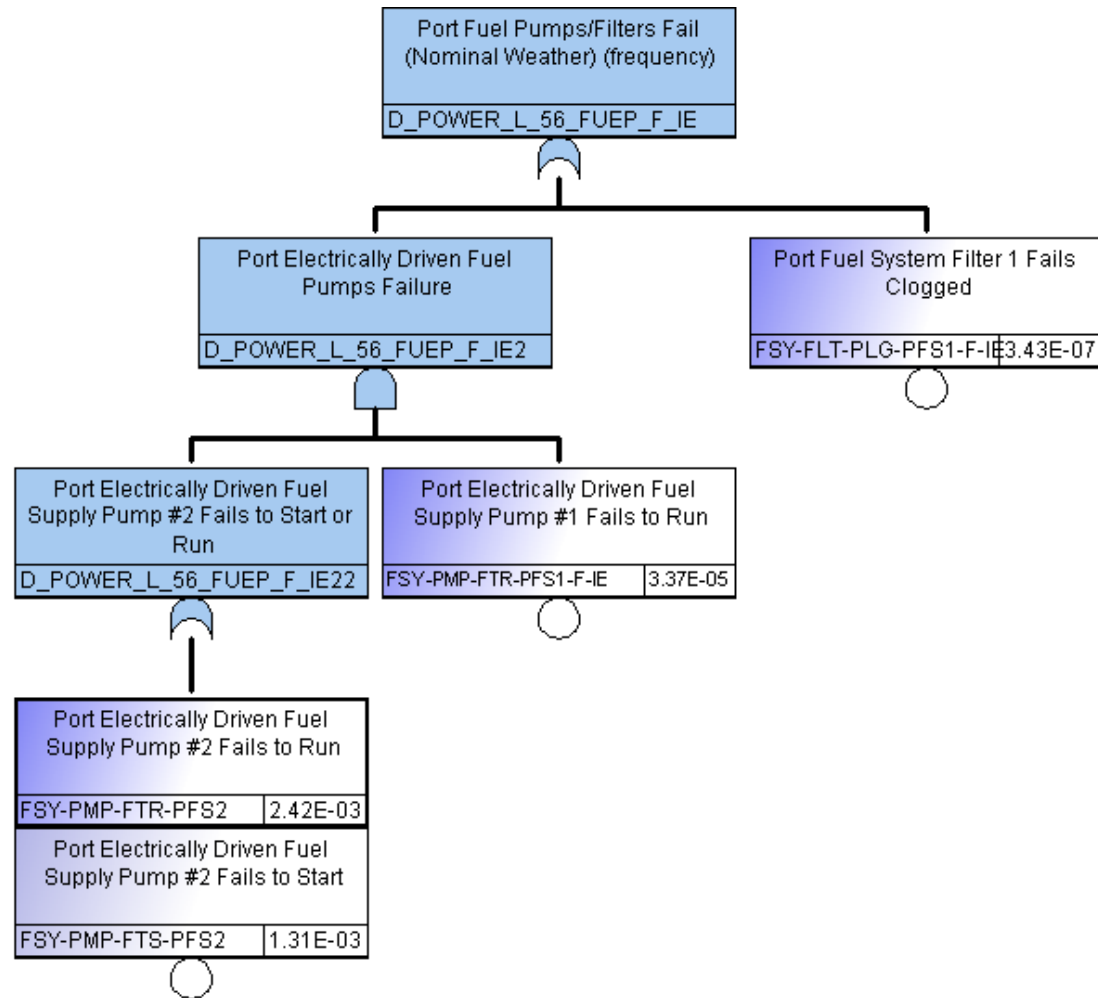 Port Fuel Pumps/Filters Fail
(Nominal Weather) (frequency)
D_POWER_L_56_FUEP_F_IE
Port Electrically Driven Fuel
Pumps Failure
D_POWER_L_56_FUEP_F_IE2
Port Fuel System Filter 1 Fails
Clogged
FSY-FLT-PLG-PFS1-F-IE 3.43E-07
Port Electrically Driven Fuel
Supply Pump #2 Fails to Start or
Run
D_POWER_L_56_FUEP_F_IE22
Port Electrically Driven Fuel
Supply Pump #1 Fails to Run
FSY-PMP-FTR-PFS1-F-IE 3.37E-05
Port Electrically Driven Fuel
Supply Pump #2 Fails to Run
FSY-PMP-FTR-PFS2 2.42E-03
Port Electrically Driven Fuel
Supply Pump #2 Fails to Start
FSY-PMP-FTS-PFS2 1.31E-03